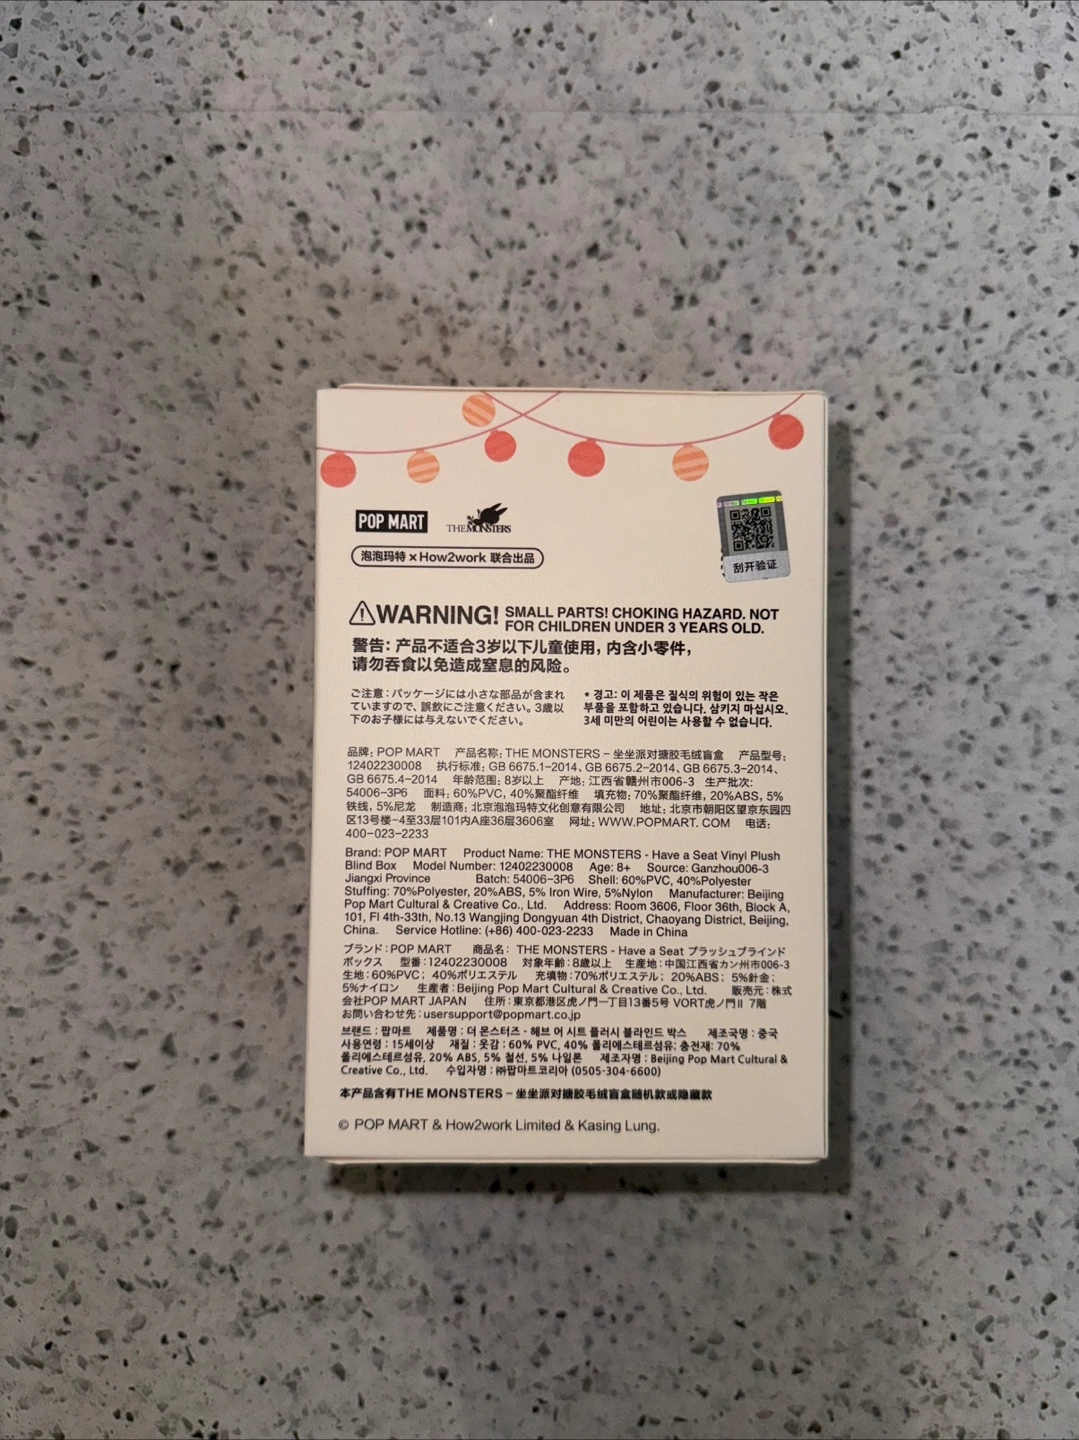 POP MART
THE MONSTERS
泡泡玛特 × How2work 联合出品
刮开验证
WARNING! SMALL PARTS! CHOKING HAZARD. NOT
FOR CHILDREN UNDER 3 YEARS OLD.
警告: 产品不适合3岁以下儿童使用, 内含小零件,
请勿吞食以免造成窒息的风险。
ご注意:パッケージには小さな部品が含まれ
ていますので、誤飲にご注意ください。3歳以
下のお子様には与えないでください。
* 경고: 이 제품은 질식의 위험이 있는 작은
부품을 포함하고 있습니다. 삼키지 마십시오.
3세 미만의 어린이는 사용할 수 없습니다.
品牌: POP MART 产品名称: THE MONSTERS – 坐坐派对搪胶毛绒盲盒 产品型号:
12402230008 执行标准: GB 6675.1-2014、GB 6675.2-2014、GB 6675.3-2014、
GB 6675.4-2014 年龄范围: 8岁以上 产地: 江西省赣州市006-3 生产批次:
54006-3P6 面料: 60%PVC, 40%聚酯纤维 填充物: 70%聚酯纤维, 20%ABS, 5%
铁线, 5%尼龙 制造商: 北京泡泡玛特文化创意有限公司 地址: 北京市朝阳区望京东园四
区13号楼-4至33层101内A座36层3606室 网址: WWW.POPMART.COM 电话:
400-023-2233
Brand: POP MART Product Name: THE MONSTERS - Have a Seat Vinyl Plush
Blind Box Model Number: 12402230008 Age: 8+ Source: Ganzhou006-3
Jiangxi Province Batch: 54006-3P6 Shell: 60%PVC, 40%Polyester
Stuffing: 70%Polyester, 20%ABS, 5% Iron Wire, 5%Nylon Manufacturer: Beijing
Pop Mart Cultural & Creative Co., Ltd. Address: Room 3606, Floor 36th, Block A,
101, Fl 4th-33th, No.13 Wangjing Dongyuan 4th District, Chaoyang District, Beijing,
China. Service Hotline: (+86) 400-023-2233 Made in China
ブランド:POP MART 商品名: THE MONSTERS - Have a Seat プラッシュブラインド
ボックス 型番:12402230008 対象年齢:8歳以上 生産地:中国江西省カン州市006-3
生地:60%PVC; 40%ポリエステル 充填物:70%ポリエステル; 20%ABS; 5%針金;
5%ナイロン 生産者:Beijing Pop Mart Cultural & Creative Co., Ltd. 販売元:株式
会社POP MART JAPAN 住所:東京都港区虎ノ門一丁目13番5号 VORT虎ノ門II 7階
お問い合わせ先:usersupport@popmart.co.jp
브랜드 : 팝마트 제품명 : 더 몬스터즈 - 헤브 어 시트 플러시 블라인드 박스 제조국명 : 중국
사용연령 : 15세이상 재질 : 옷감 : 60% PVC, 40% 폴리에스테르섬유; 충전재: 70%
폴리에스테르섬유, 20% ABS, 5% 철선, 5% 나일론 제조자명 : Beijing Pop Mart Cultural &
Creative Co., Ltd. 수입자명 : ㈜팝마트코리아 (0505-304-6600)
本产品含有THE MONSTERS – 坐坐派对搪胶毛绒盲盒随机款或隐藏款
© POP MART & How2work Limited & Kasing Lung.